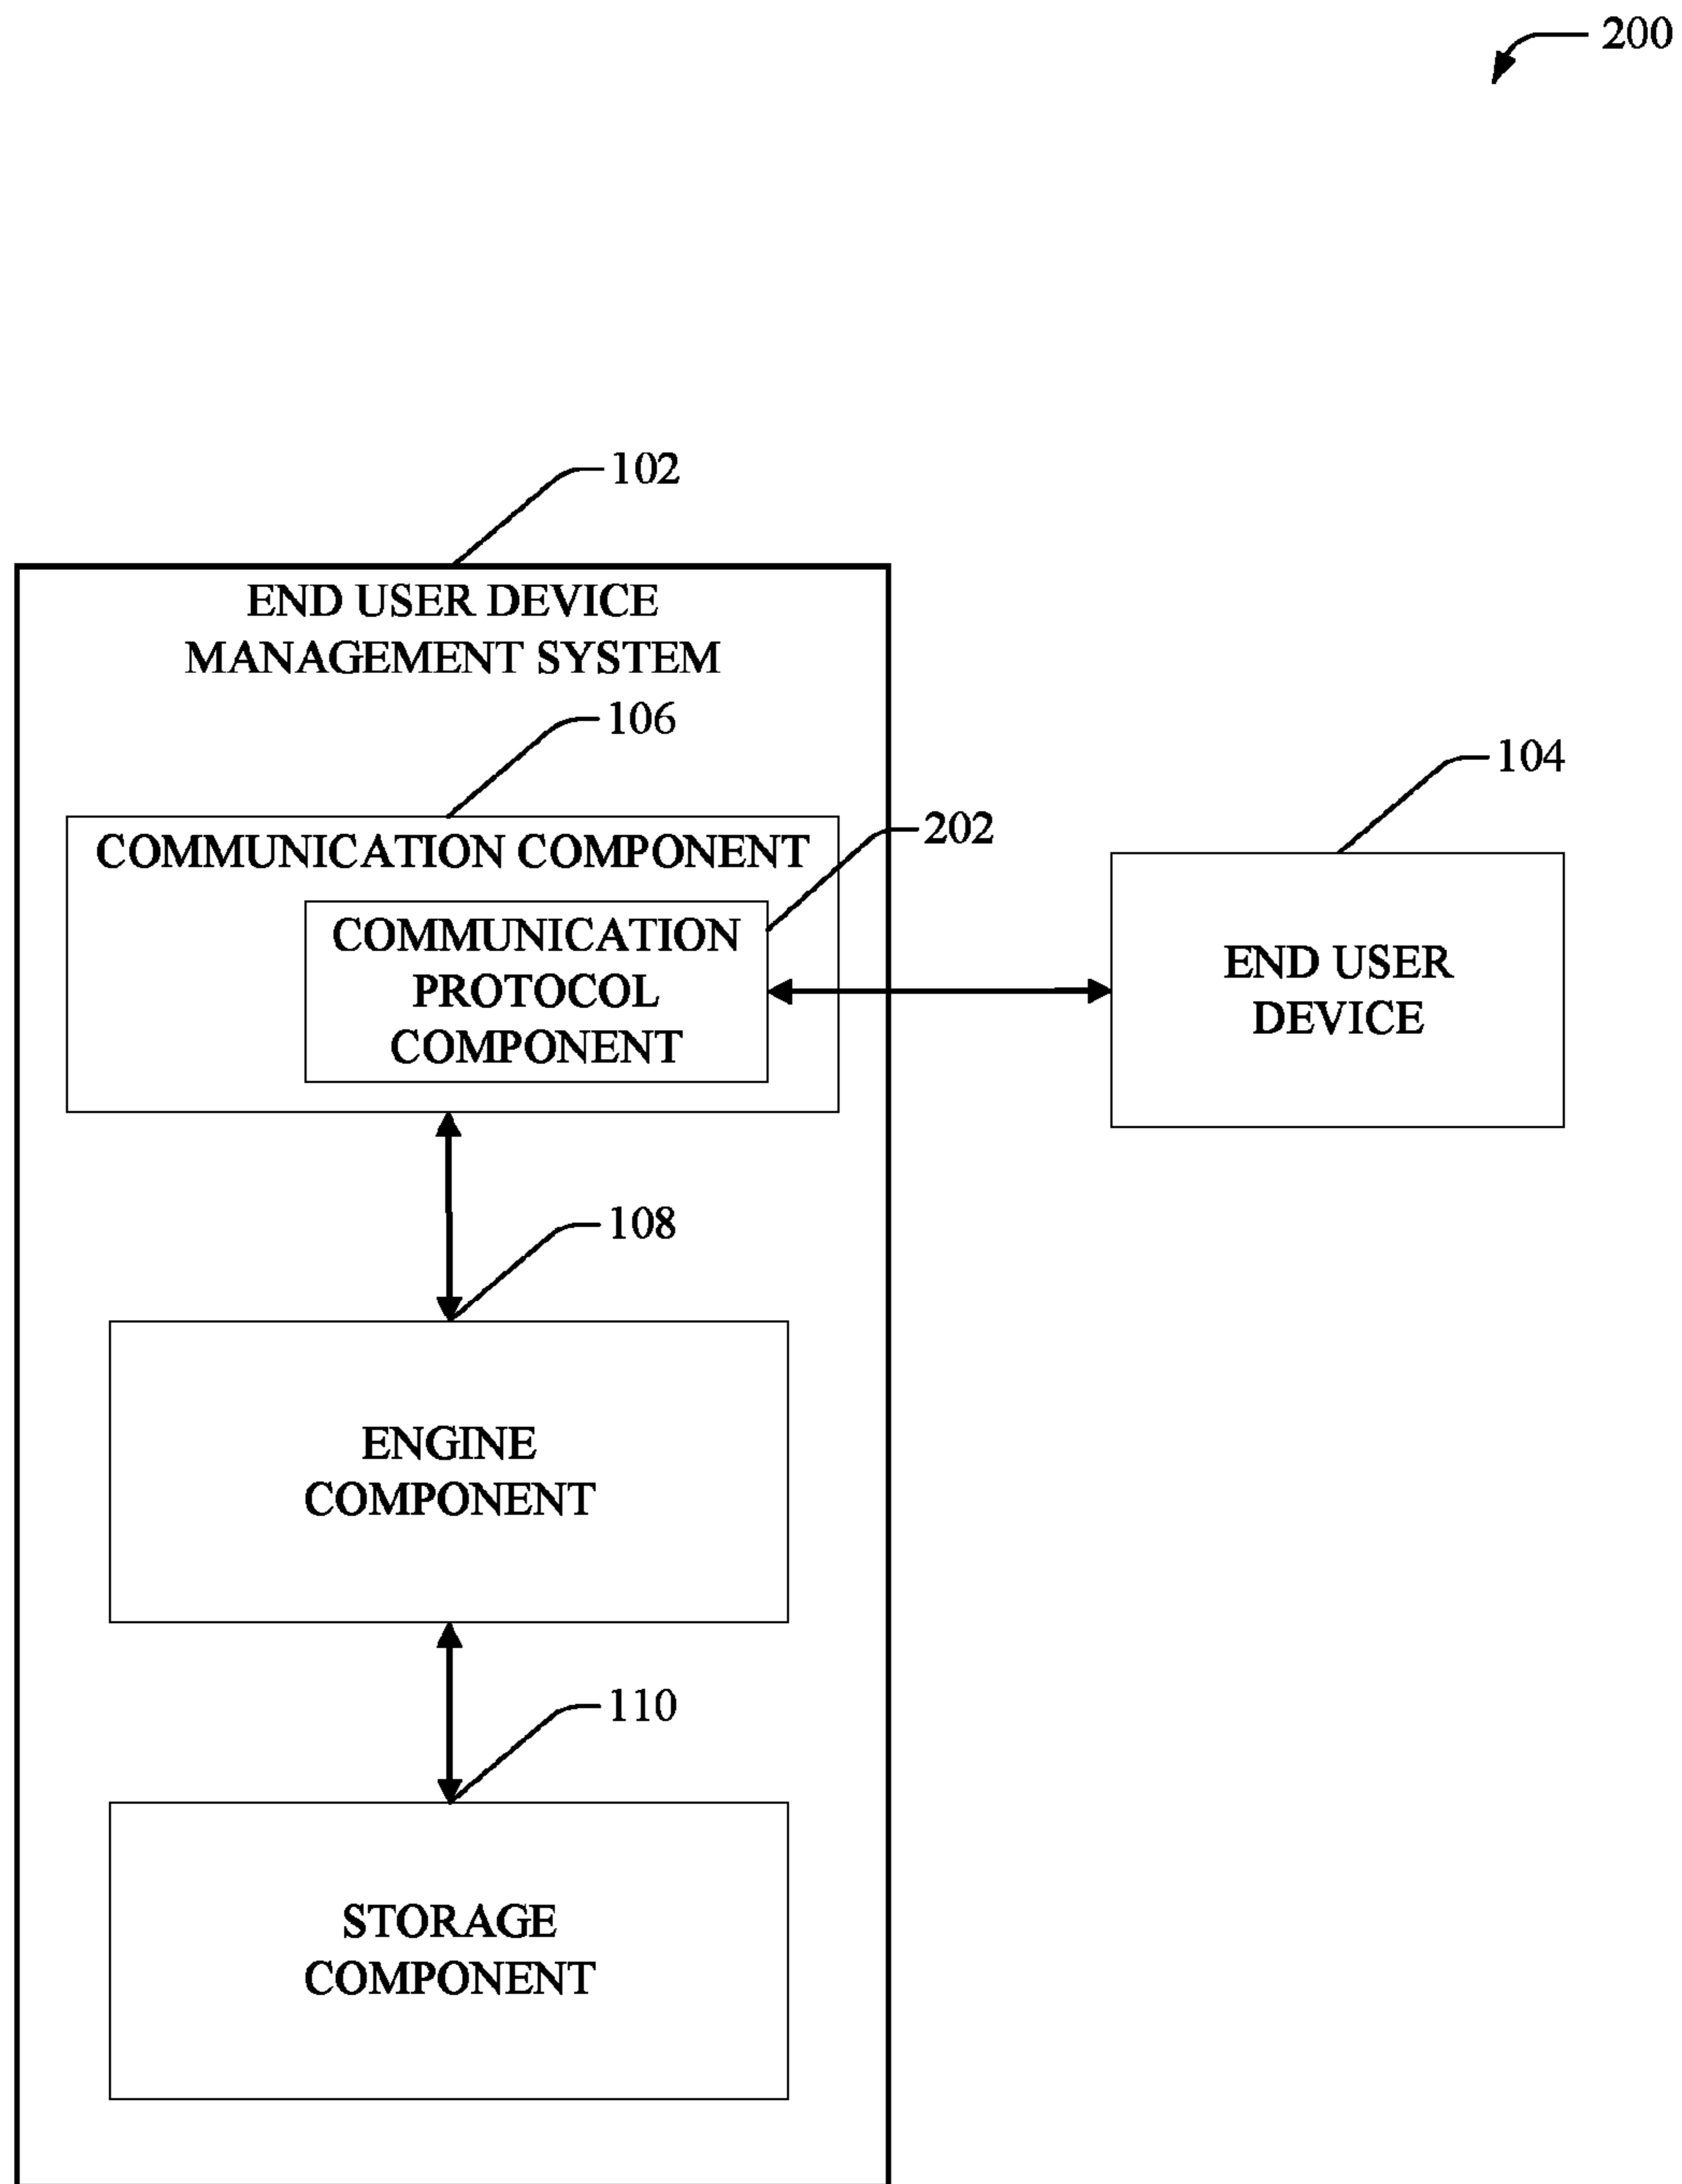 200
102
END USER DEVICE
MANAGEMENT SYSTEM
106
104
COMMUNICATION COMPONENT
202
COMMUNICATION
PROTOCOL
COMPONENT
END USER
DEVICE
108
ENGINE
COMPONENT
110
STORAGE
COMPONENT